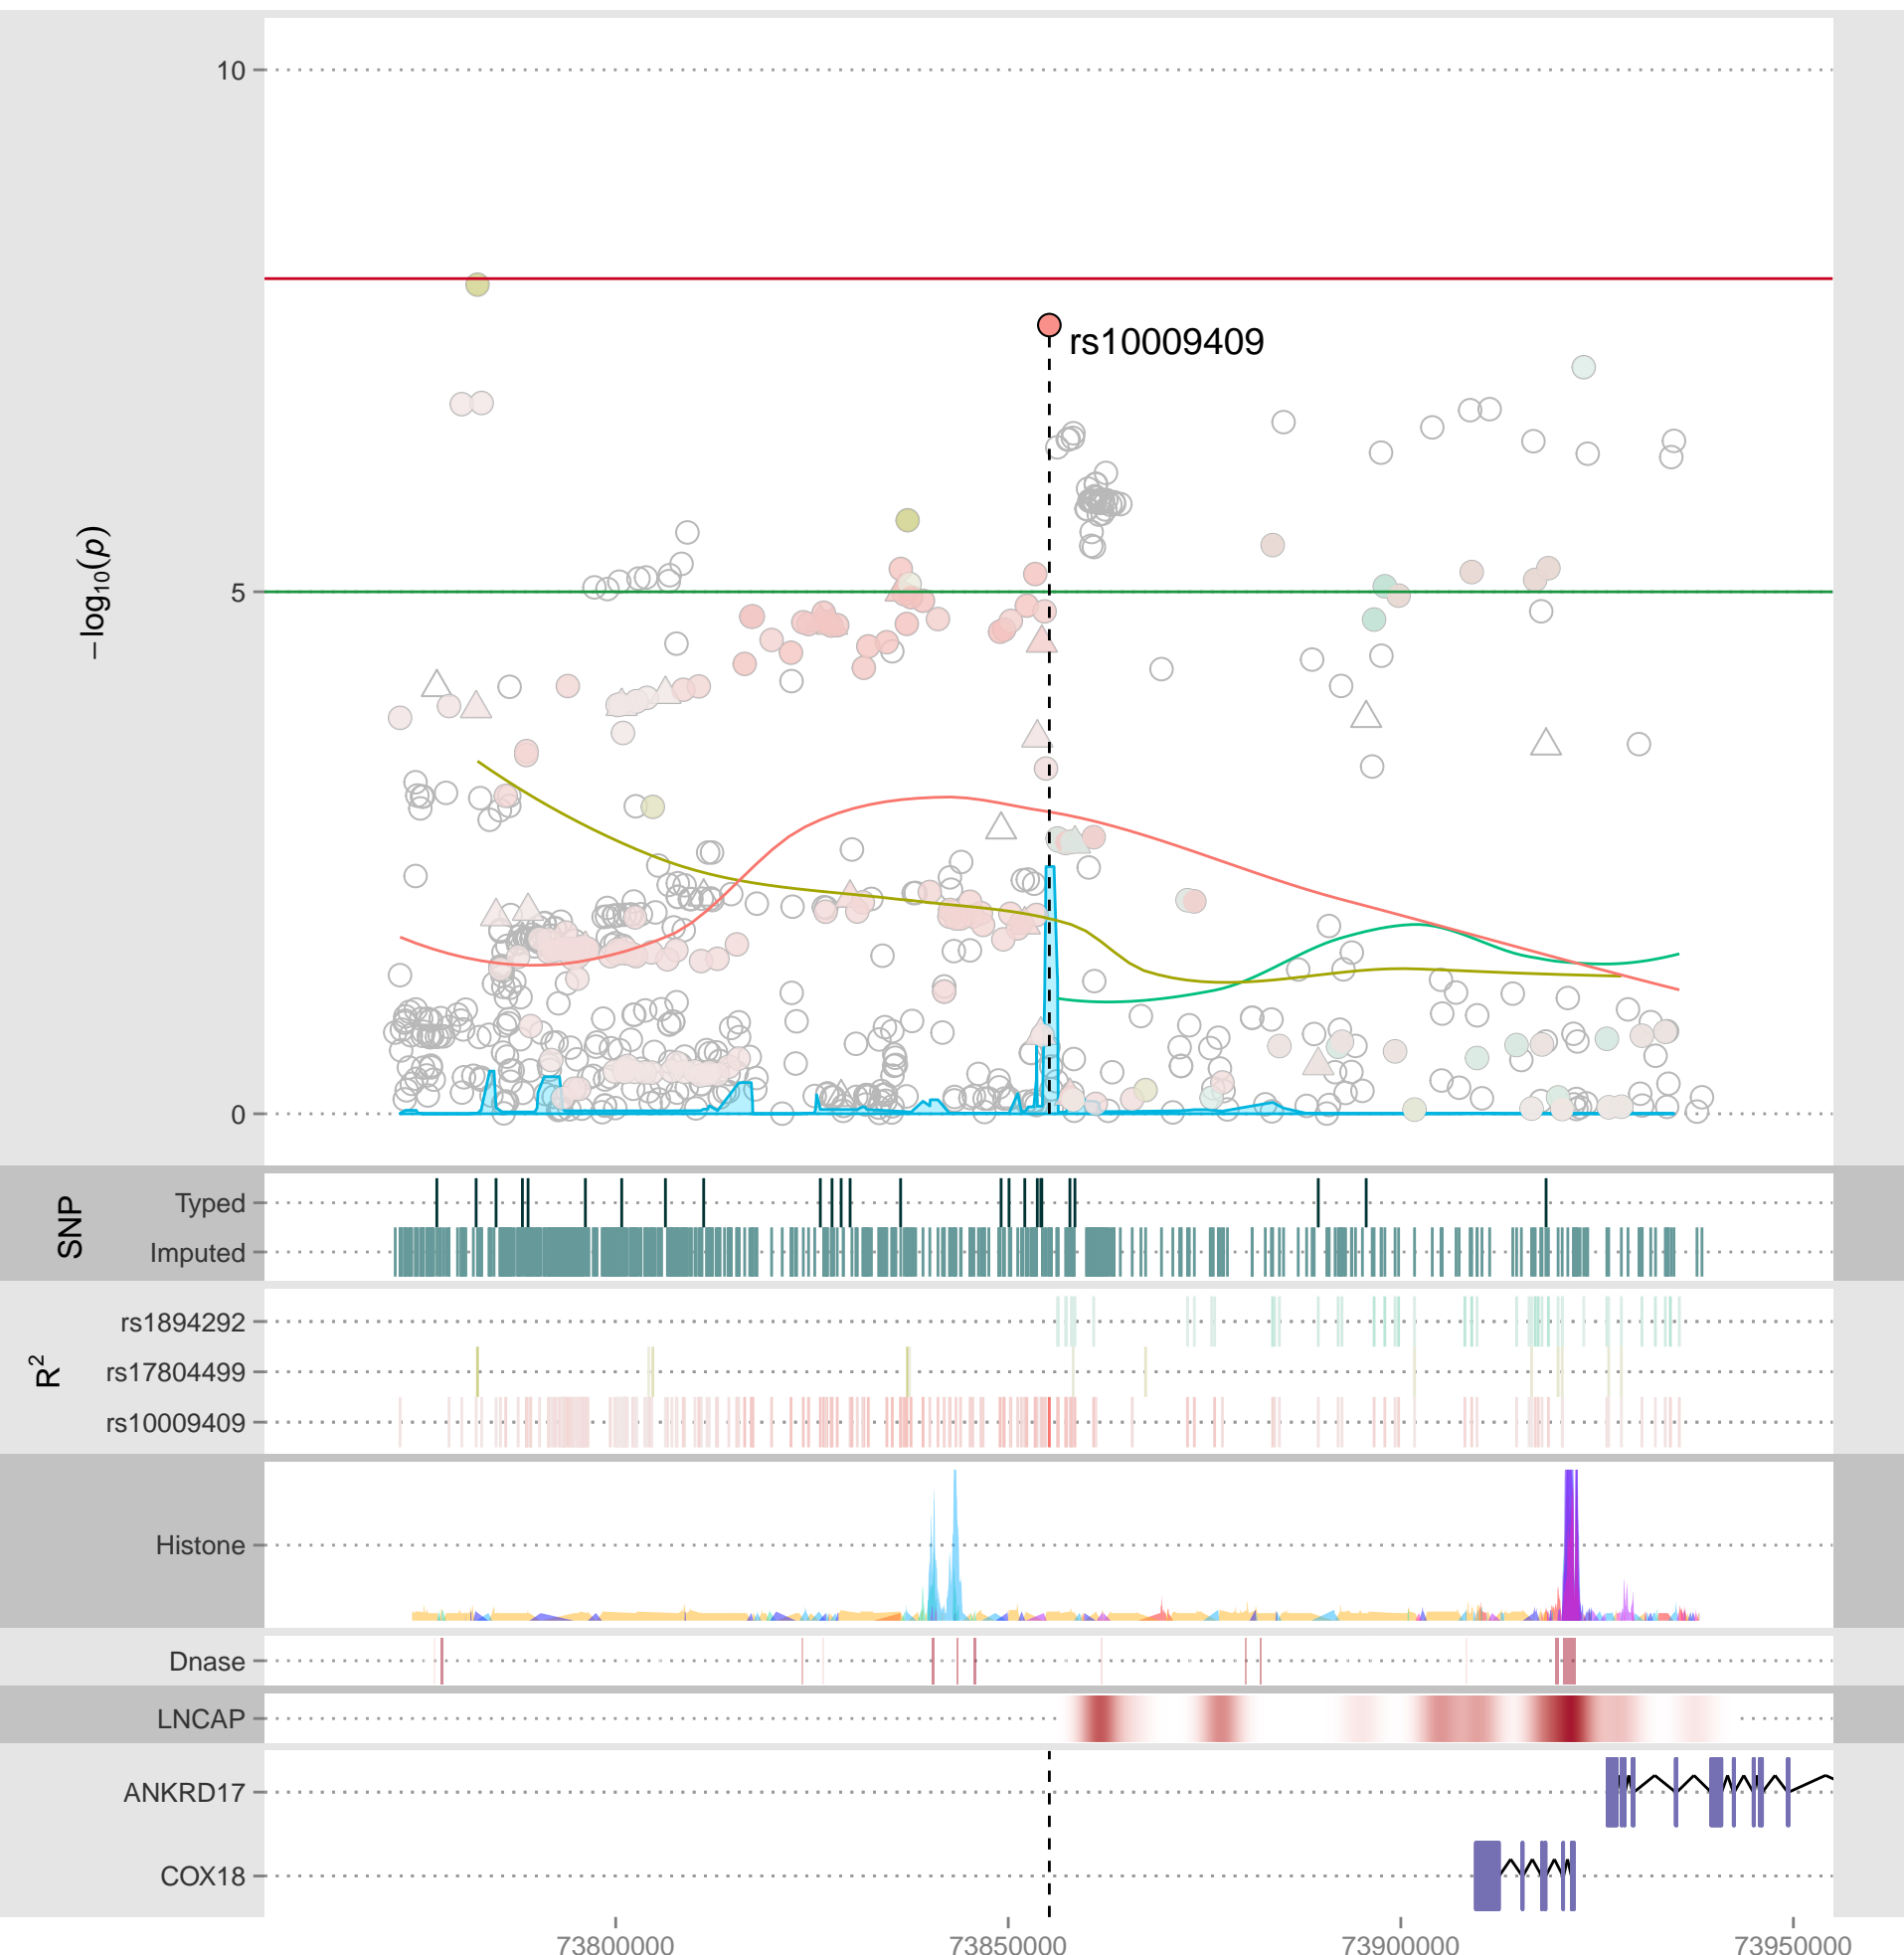 10
rs10009409
5
−log10(p)
0
SNP
Typed
Imputed
R2
rs1894292
rs17804499
rs10009409
Histone
Dnase
LNCAP
ANKRD17
COX18
73800000 73850000 73900000 73950000